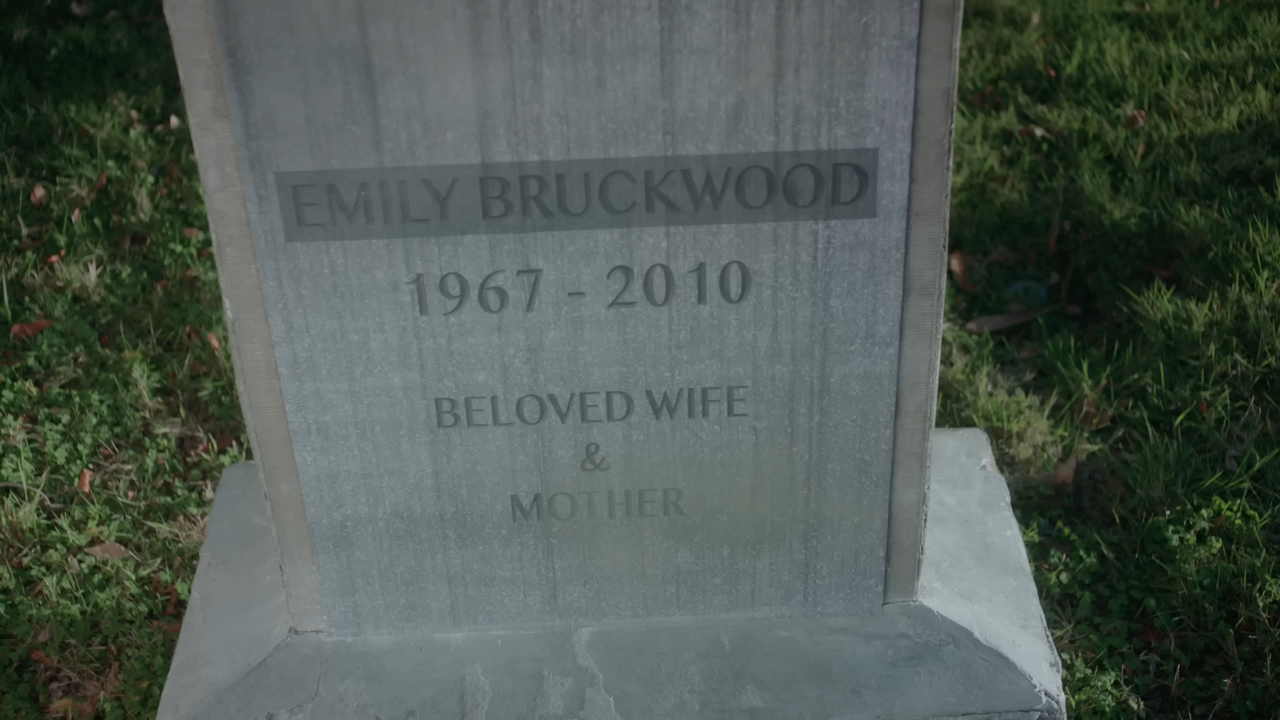 EMILY BRUCKWOOD
1967 - 2010
BELOVED WIFE
&
MOTHER